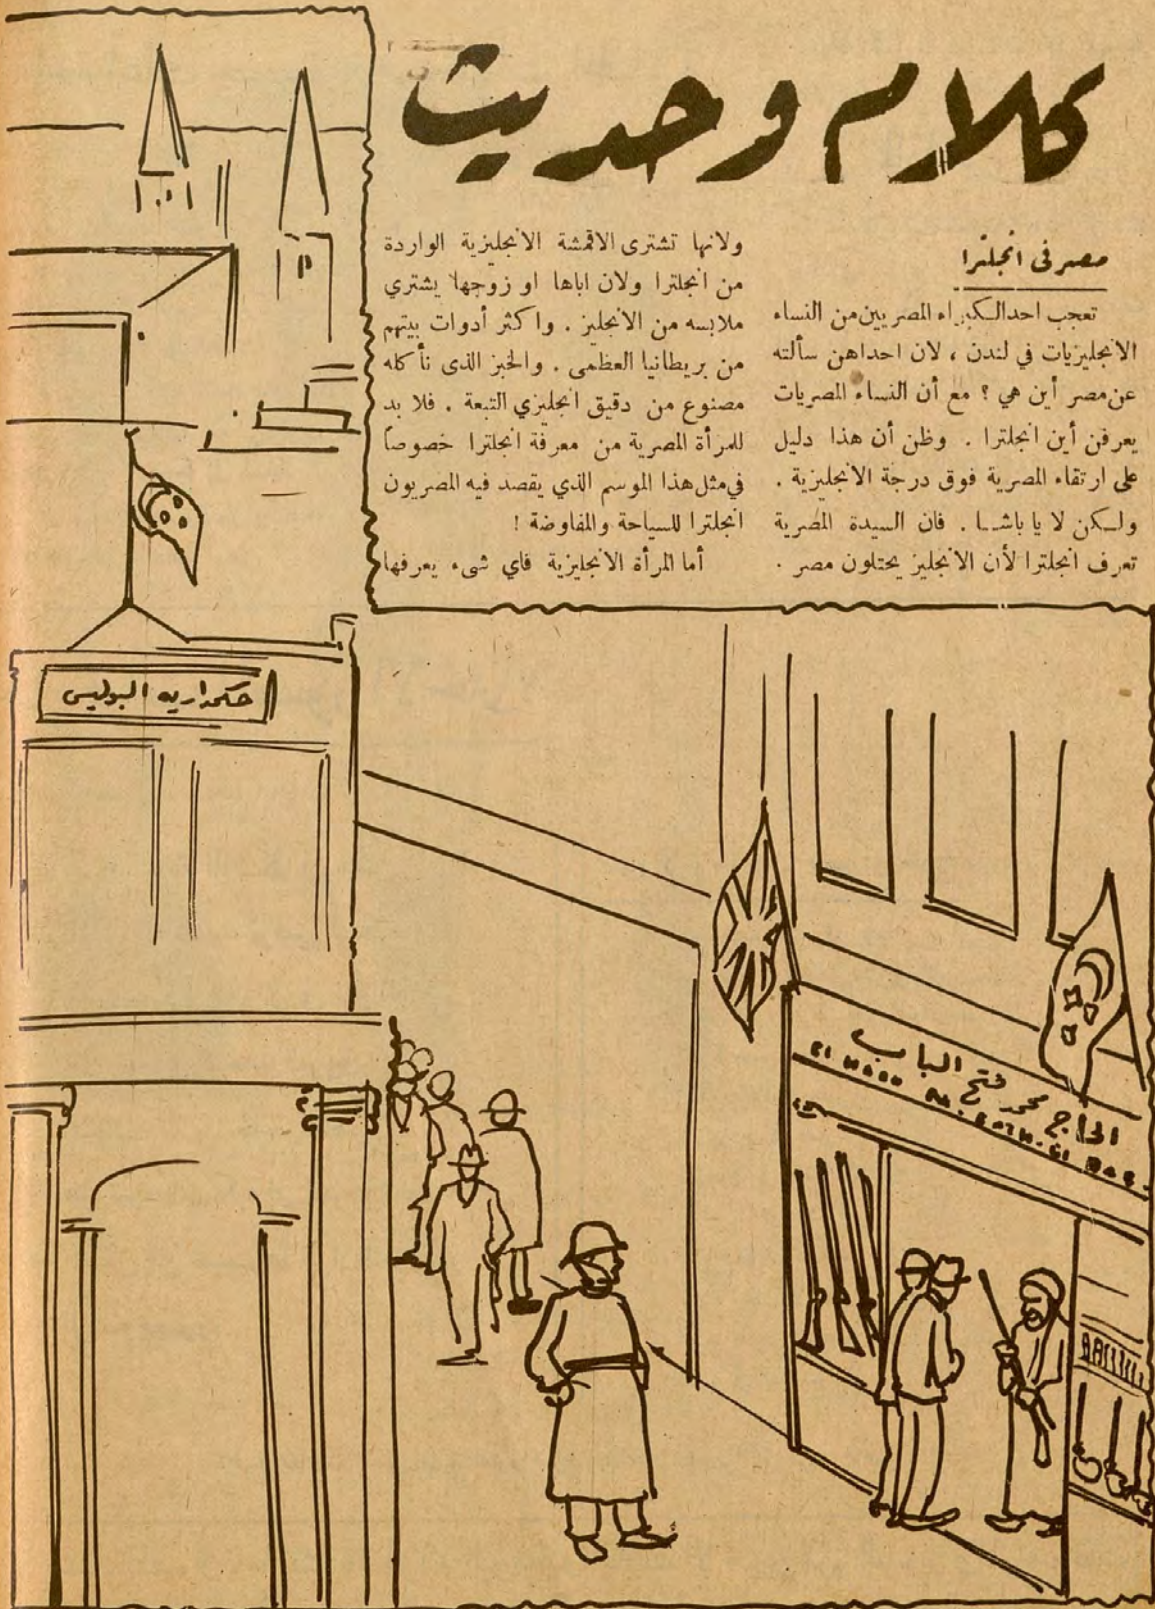 كلام وحديث
مصر فى انجلترا
تعجب احد الكبراء المصريين من النساء
الانجليزيات في لندن ، لان احداهن سألته
عن مصر أين هي ؟ مع أن النساء المصريات
يعرفن أين انجلترا . وظن أن هذا دليل
على ارتقاء المصرية فوق درجة الانجليزية .
ولكن لا يا باشا . فان السيدة المصرية
تعرف انجلترا لأن الانجليز يحتلون مصر .
ولانها تشترى الاقمشة الانجليزية الواردة
من انجلترا ولان اباها او زوجها يشتري
ملابسه من الانجليز . واكثر أدوات بيتهم
من بريطانيا العظمى . والخبز الذى نأكله
مصنوع من دقيق انجليزي التبعة . فلا بد
للمرأة المصرية من معرفة انجلترا خصوصاً
في مثل هذا الموسم الذي يقصد فيه المصريون
انجلترا للسياحة والمفاوضة !
أما المرأة الانجليزية فاي شىء يعرفها
حكمداريه البوليس
الحاج محمد فتح الباب